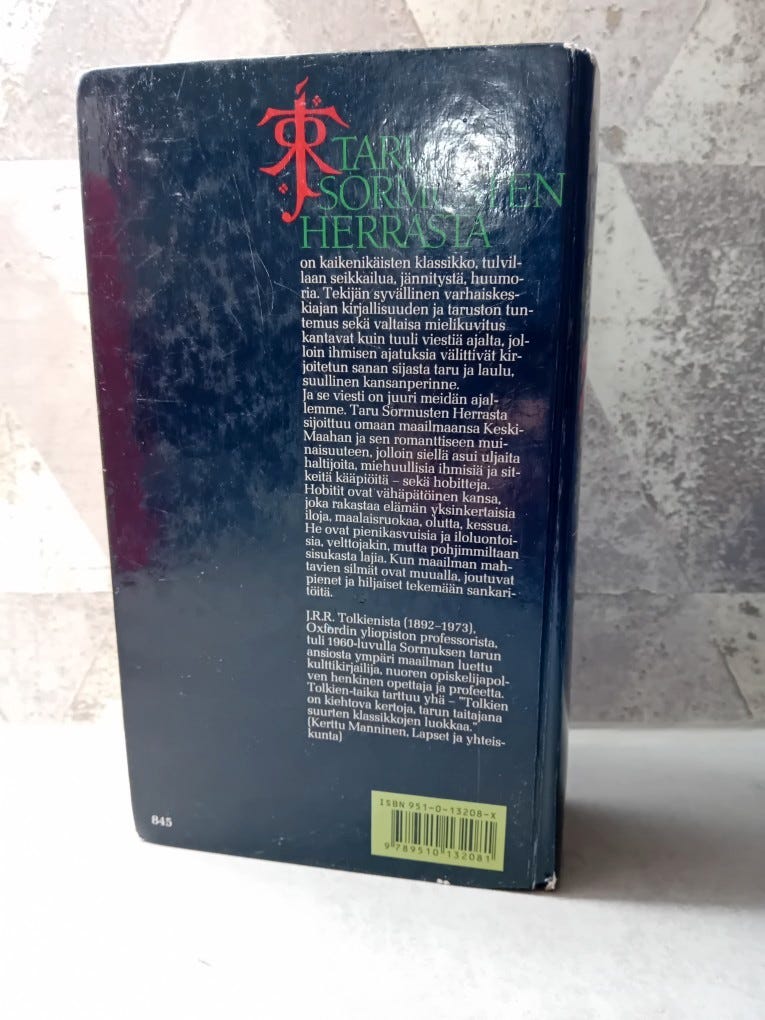 TARU
SORMUSTEN
HERRASTA
on kaikenikäisten klassikko, tulvil-
laan seikkailua, jännitystä, huumo-
ria. Tekijän syvällinen varhaiskes-
kiajan kirjallisuuden ja taruston tun-
temus sekä valtaisa mielikuvitus
kantavat kuin tuuli viestiä ajalta, jol-
loin ihmisen ajatuksia välittivät kir-
joitetun sanan sijasta taru ja laulu,
suullinen kansanperinne.
Ja se viesti on juuri meidän ajal-
lemme. Taru Sormusten Herrasta
sijoittuu omaan maailmaansa Keski-
Maahan ja sen romanttiseen mui-
naisuuteen, jolloin siellä asui uljaita
haltijoita, miehuullisia ihmisiä ja sit-
keitä kääpiöitä – sekä hobitteja.
Hobitit ovat vähäpätöinen kansa,
joka rakastaa elämän yksinkertaisia
iloja, maalaisruokaa, olutta, kessua.
He ovat pienikasvuisia ja iloluontoi-
sia, velttojakin, mutta pohjimmiltaan
sisukasta lajia. Kun maailman mah-
tavien silmät ovat muualla, joutuvat
pienet ja hiljaiset tekemään sankari-
töitä.
J.R.R. Tolkienista (1892–1973),
Oxfordin yliopiston professorista,
tuli 1960-luvulla Sormuksen tarun
ansiosta ympäri maailman luettu
kulttikirjailija, nuoren opiskelijapol-
ven henkinen opettaja ja profeetta.
Tolkien-taika tarttuu yhä – "Tolkien
on kiehtova kertoja, tarun taitajana
suurten klassikkojen luokkaa."
(Kerttu Manninen, Lapset ja yhteis-
kunta)
845
ISBN 951-0-13208-X
9 789510 132081